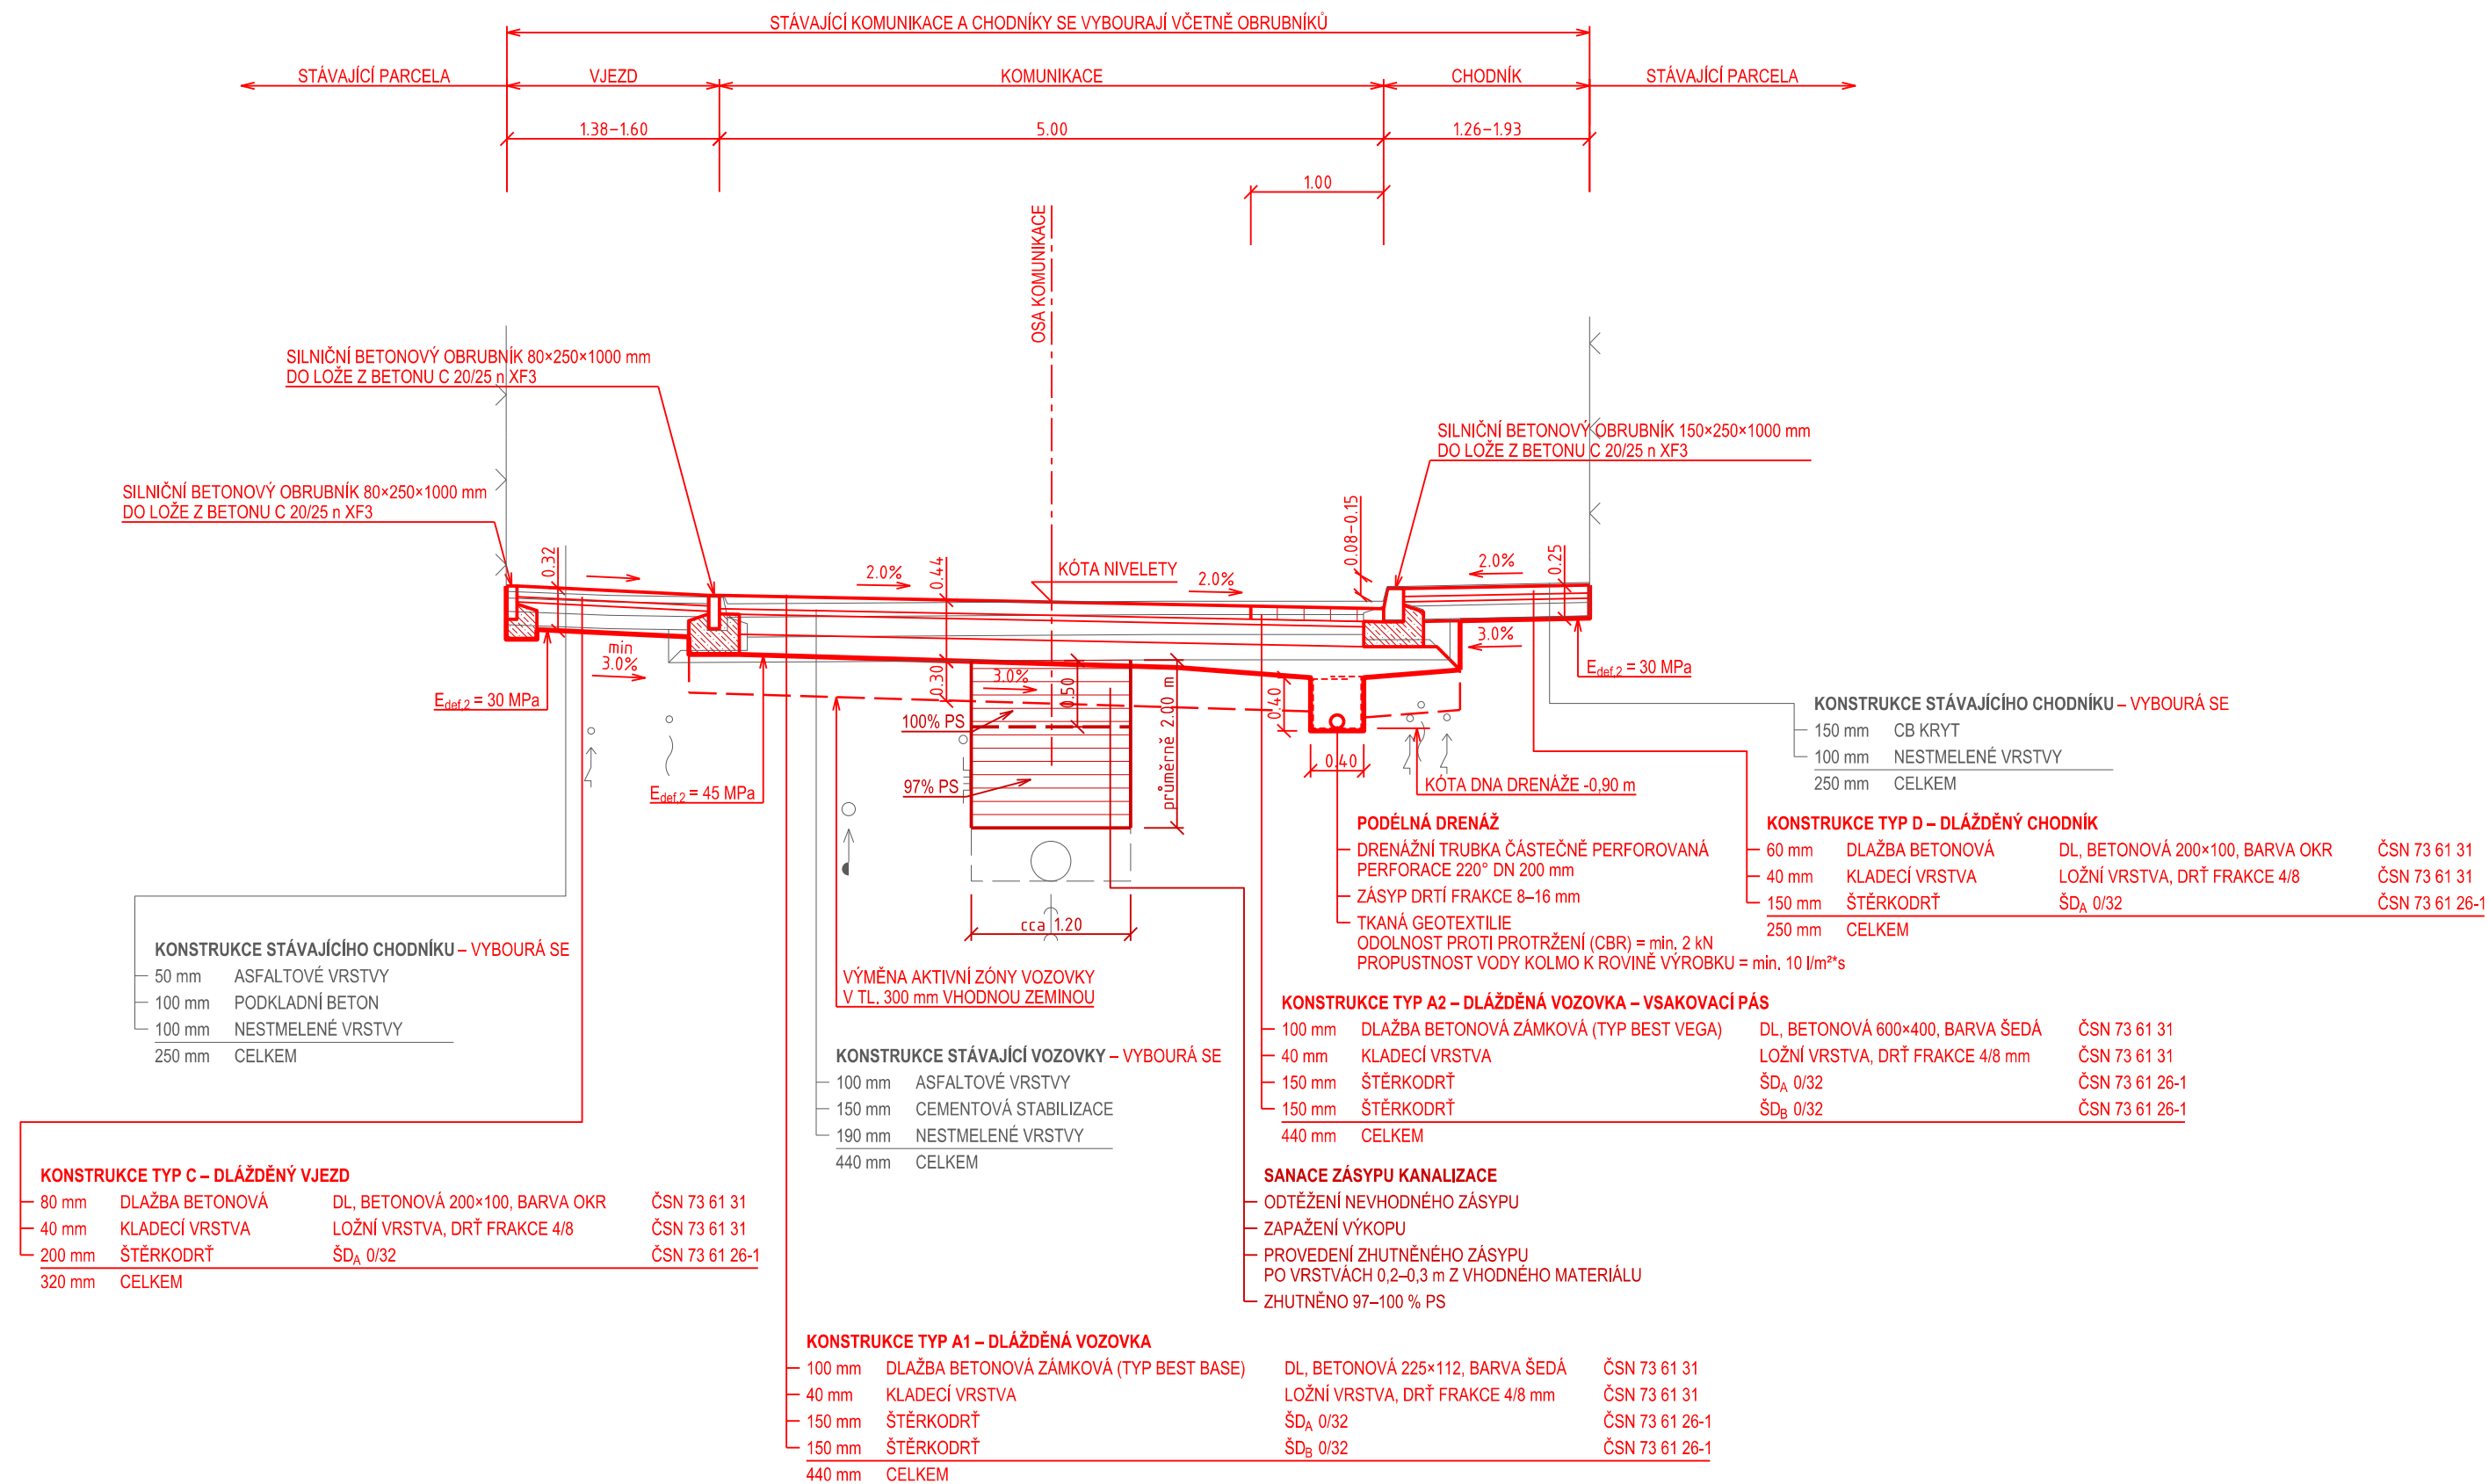 STÁVAJÍCÍ KOMUNIKACE A CHODNÍKY SE VYBOURAJÍ VČETNĚ OBRUBNÍKŮ
STÁVAJÍCÍ PARCELA VJEZD KOMUNIKACE CHODNÍK STÁVAJÍCÍ PARCELA
1.38–1.60 5.00 1.26–1.93
1.00
OSA KOMUNIKACE
SILNIČNÍ BETONOVÝ OBRUBNÍK 80×250×1000 mm
DO LOŽE Z BETONU C 20/25 n XF3
SILNIČNÍ BETONOVÝ OBRUBNÍK 150×250×1000 mm
DO LOŽE Z BETONU C 20/25 n XF3
SILNIČNÍ BETONOVÝ OBRUBNÍK 80×250×1000 mm
DO LOŽE Z BETONU C 20/25 n XF3
0.32
2.0%
0.44
KÓTA NIVELETY
2.0%
0.08–0.15
2.0%
0.25
min
3.0%
0.30
3.0%
0.50
průměrně 2.00 m
0.40
3.0%
Edef,2 = 30 MPa
Edef,2 = 30 MPa
100% PS
97% PS
Edef,2 = 45 MPa
0.40
KÓTA DNA DRENÁŽE -0,90 m
cca 1.20
KONSTRUKCE STÁVAJÍCÍHO CHODNÍKU – VYBOURÁ SE
150 mm CB KRYT
100 mm NESTMELENÉ VRSTVY
250 mm CELKEM
PODÉLNÁ DRENÁŽ
DRENÁŽNÍ TRUBKA ČÁSTEČNĚ PERFOROVANÁ
PERFORACE 220° DN 200 mm
ZÁSYP DRTÍ FRAKCE 8–16 mm
TKANÁ GEOTEXTILIE
ODOLNOST PROTI PROTRŽENÍ (CBR) = min. 2 kN
PROPUSTNOST VODY KOLMO K ROVINĚ VÝROBKU = min. 10 l/m²*s
KONSTRUKCE TYP D – DLÁŽDĚNÝ CHODNÍK
60 mm DLAŽBA BETONOVÁ DL, BETONOVÁ 200×100, BARVA OKR ČSN 73 61 31
40 mm KLADECÍ VRSTVA LOŽNÍ VRSTVA, DRŤ FRAKCE 4/8 ČSN 73 61 31
150 mm ŠTĚRKODRŤ ŠDA 0/32 ČSN 73 61 26-1
250 mm CELKEM
KONSTRUKCE STÁVAJÍCÍHO CHODNÍKU – VYBOURÁ SE
50 mm ASFALTOVÉ VRSTVY
100 mm PODKLADNÍ BETON
100 mm NESTMELENÉ VRSTVY
250 mm CELKEM
VÝMĚNA AKTIVNÍ ZÓNY VOZOVKY
V TL. 300 mm VHODNOU ZEMINOU
KONSTRUKCE TYP A2 – DLÁŽDĚNÁ VOZOVKA – VSAKOVACÍ PÁS
100 mm DLAŽBA BETONOVÁ ZÁMKOVÁ (TYP BEST VEGA) DL, BETONOVÁ 600×400, BARVA ŠEDÁ ČSN 73 61 31
40 mm KLADECÍ VRSTVA LOŽNÍ VRSTVA, DRŤ FRAKCE 4/8 mm ČSN 73 61 31
150 mm ŠTĚRKODRŤ ŠDA 0/32 ČSN 73 61 26-1
150 mm ŠTĚRKODRŤ ŠDB 0/32 ČSN 73 61 26-1
440 mm CELKEM
KONSTRUKCE STÁVAJÍCÍ VOZOVKY – VYBOURÁ SE
100 mm ASFALTOVÉ VRSTVY
150 mm CEMENTOVÁ STABILIZACE
190 mm NESTMELENÉ VRSTVY
440 mm CELKEM
KONSTRUKCE TYP C – DLÁŽDĚNÝ VJEZD
80 mm DLAŽBA BETONOVÁ DL, BETONOVÁ 200×100, BARVA OKR ČSN 73 61 31
40 mm KLADECÍ VRSTVA LOŽNÍ VRSTVA, DRŤ FRAKCE 4/8 ČSN 73 61 31
200 mm ŠTĚRKODRŤ ŠDA 0/32 ČSN 73 61 26-1
320 mm CELKEM
SANACE ZÁSYPU KANALIZACE
ODTĚŽENÍ NEVHODNÉHO ZÁSYPU
ZAPAŽENÍ VÝKOPU
PROVEDENÍ ZHUTNĚNÉHO ZÁSYPU
PO VRSTVÁCH 0,2–0,3 m Z VHODNÉHO MATERIÁLU
ZHUTNĚNO 97–100 % PS
KONSTRUKCE TYP A1 – DLÁŽDĚNÁ VOZOVKA
100 mm DLAŽBA BETONOVÁ ZÁMKOVÁ (TYP BEST BASE) DL, BETONOVÁ 225×112, BARVA ŠEDÁ ČSN 73 61 31
40 mm KLADECÍ VRSTVA LOŽNÍ VRSTVA, DRŤ FRAKCE 4/8 mm ČSN 73 61 31
150 mm ŠTĚRKODRŤ ŠDA 0/32 ČSN 73 61 26-1
150 mm ŠTĚRKODRŤ ŠDB 0/32 ČSN 73 61 26-1
440 mm CELKEM